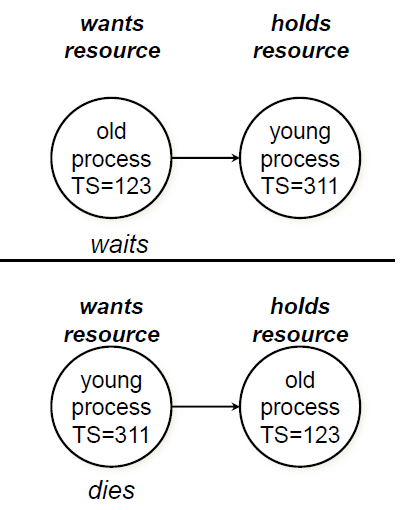 wants holds
resource resource
old young
process process
TS=123 TS=311
waits
wants holds
resource resource
young old
process process
TS=311 TS=123
dies